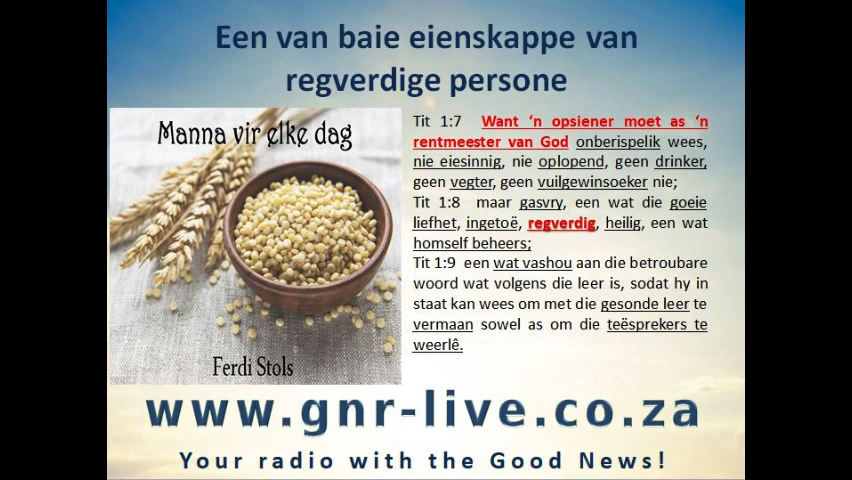 Een van baie eienskappe van
regverdige persone
Manna vir elke dag
Ferdi Stols
Tit 1:7 Want ‘n opsiener moet as ‘n
rentmeester van God onberispelik wees,
nie eiesinnig, nie oplopend, geen drinker,
geen vegter, geen vuilgewinsoeker nie;
Tit 1:8 maar gasvry, een wat die goeie
liefhet, ingetoë, regverdig, heilig, een wat
homself beheers;
Tit 1:9 een wat vashou aan die betroubare
woord wat volgens die leer is, sodat hy in
staat kan wees om met die gesonde leer te
vermaan sowel as om die teësprekers te
weerlê.
www.gnr-live.co.za
Your radio with the Good News!